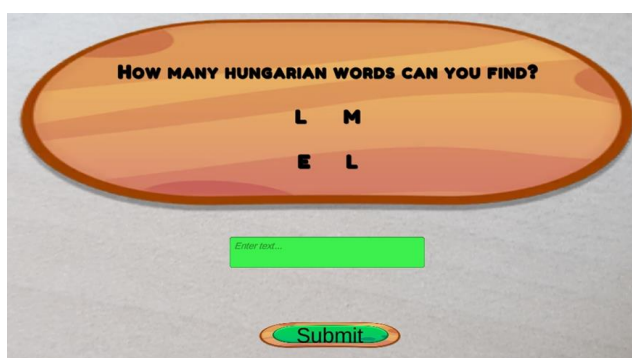 HOW MANY HUNGARIAN WORDS CAN YOU FIND?
L M
E L
Enter text...
Submit